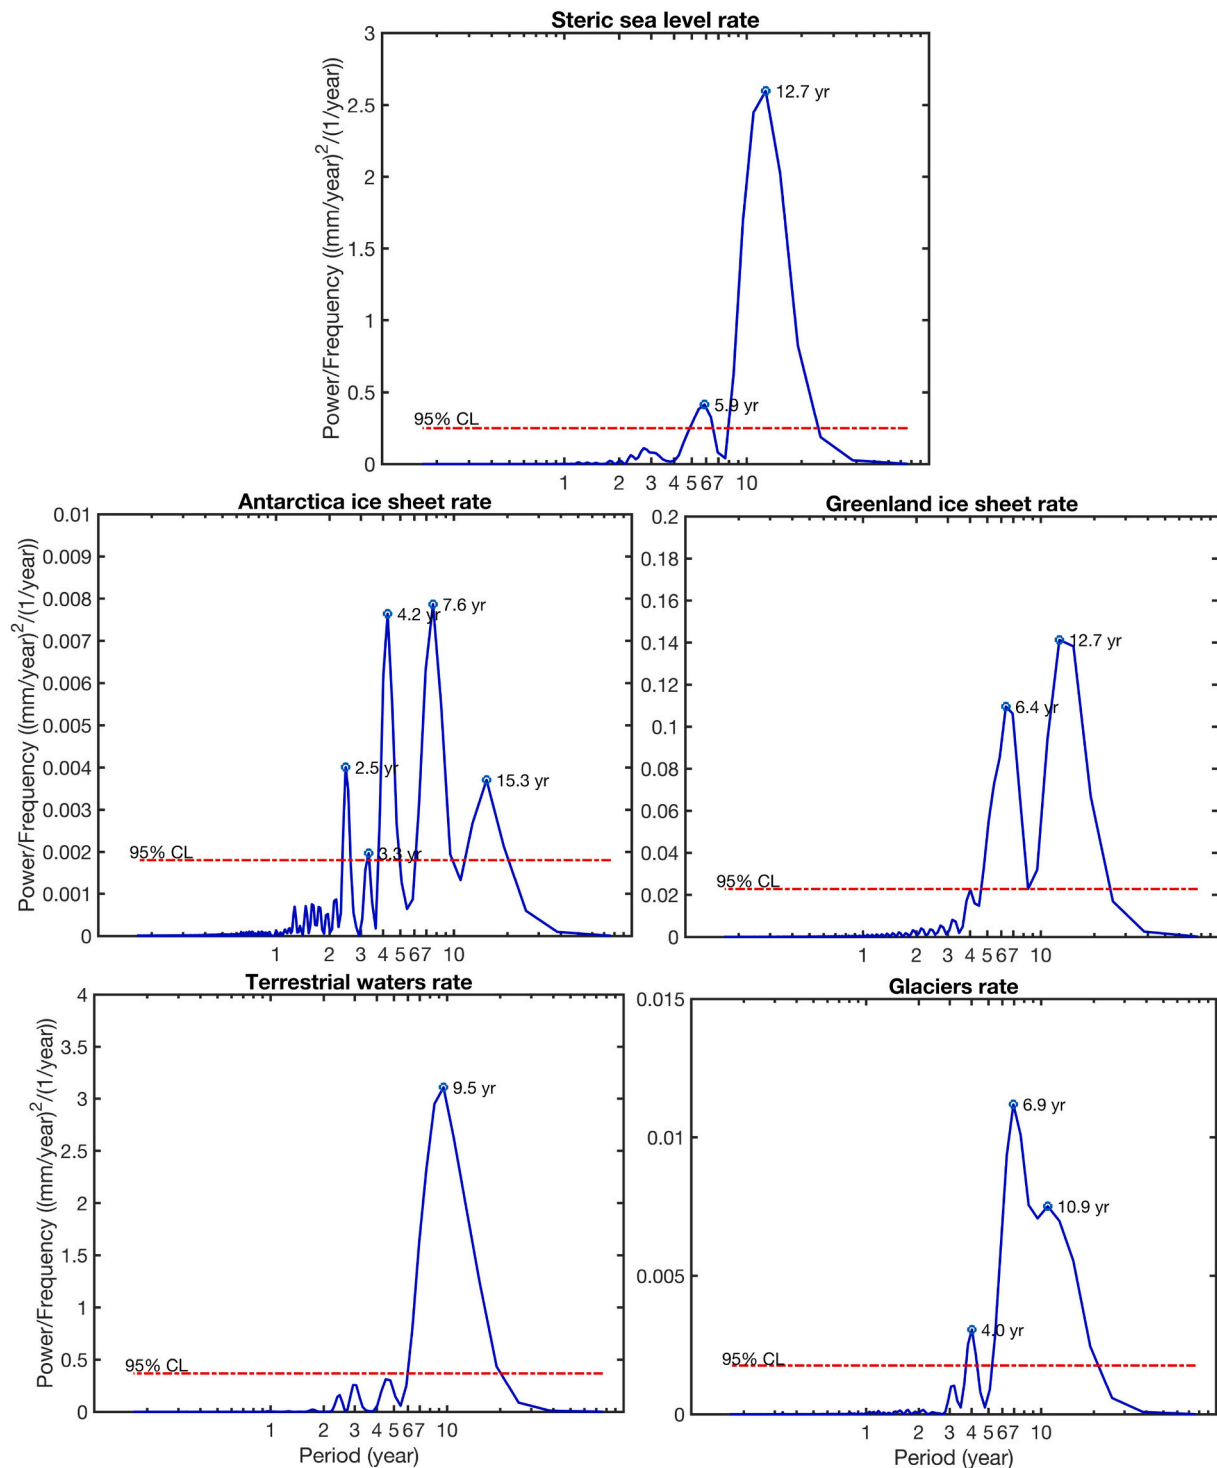 Steric sea level rate
Power/Frequency ((mm/year)²/(1/year))
3
2.5
2
1.5
1
0.5
0
12.7 yr
5.9 yr
95% CL
1 2 3 4 5 6 7 10
Antarctica ice sheet rate
Power/Frequency ((mm/year)²/(1/year))
0.01
0.009
0.008
0.007
0.006
0.005
0.004
0.003
0.002
0.001
0
7.6 yr
4.2 yr
2.5 yr
15.3 yr
3.3 yr
95% CL
1 2 3 4 5 6 7 10
Greenland ice sheet rate
0.2
0.18
0.16
0.14
0.12
0.1
0.08
0.06
0.04
0.02
0
12.7 yr
6.4 yr
95% CL
1 2 3 4 5 6 7 10
Terrestrial waters rate
Power/Frequency ((mm/year)²/(1/year))
4
3.5
3
2.5
2
1.5
1
0.5
0
9.5 yr
95% CL
1 2 3 4 5 6 7 10
Period (year)
Glaciers rate
0.015
0.01
0.005
0
6.9 yr
10.9 yr
4.0 yr
95% CL
1 2 3 4 5 6 7 10
Period (year)